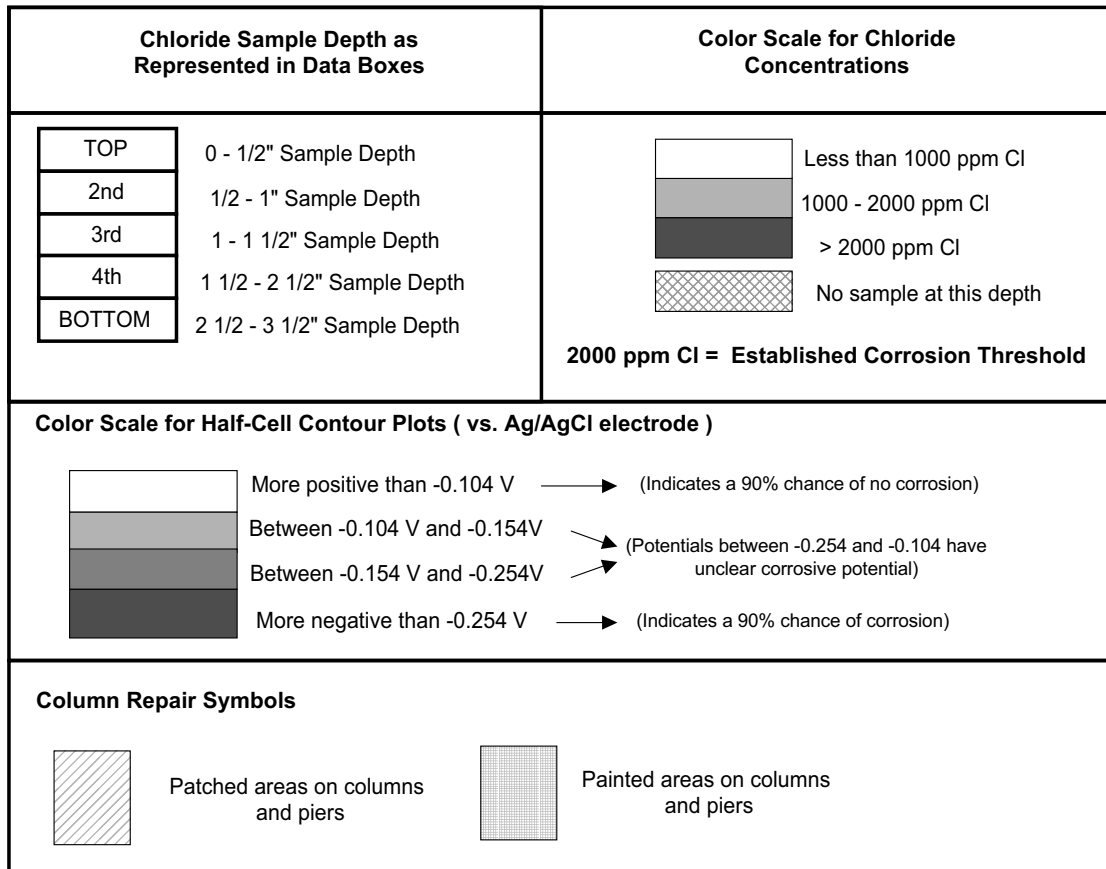 Chloride Sample Depth as
Represented in Data Boxes
Color Scale for Chloride
Concentrations
TOP 0 - 1/2" Sample Depth
2nd 1/2 - 1" Sample Depth
3rd 1 - 1 1/2" Sample Depth
4th 1 1/2 - 2 1/2" Sample Depth
BOTTOM 2 1/2 - 3 1/2" Sample Depth
Less than 1000 ppm Cl
1000 - 2000 ppm Cl
> 2000 ppm Cl
No sample at this depth
2000 ppm Cl = Established Corrosion Threshold
Color Scale for Half-Cell Contour Plots ( vs. Ag/AgCl electrode )
More positive than -0.104 V (Indicates a 90% chance of no corrosion)
Between -0.104 V and -0.154V
Between -0.154 V and -0.254V
(Potentials between -0.254 and -0.104 have
unclear corrosive potential)
More negative than -0.254 V (Indicates a 90% chance of corrosion)
Column Repair Symbols
Patched areas on columns
and piers
Painted areas on columns
and piers